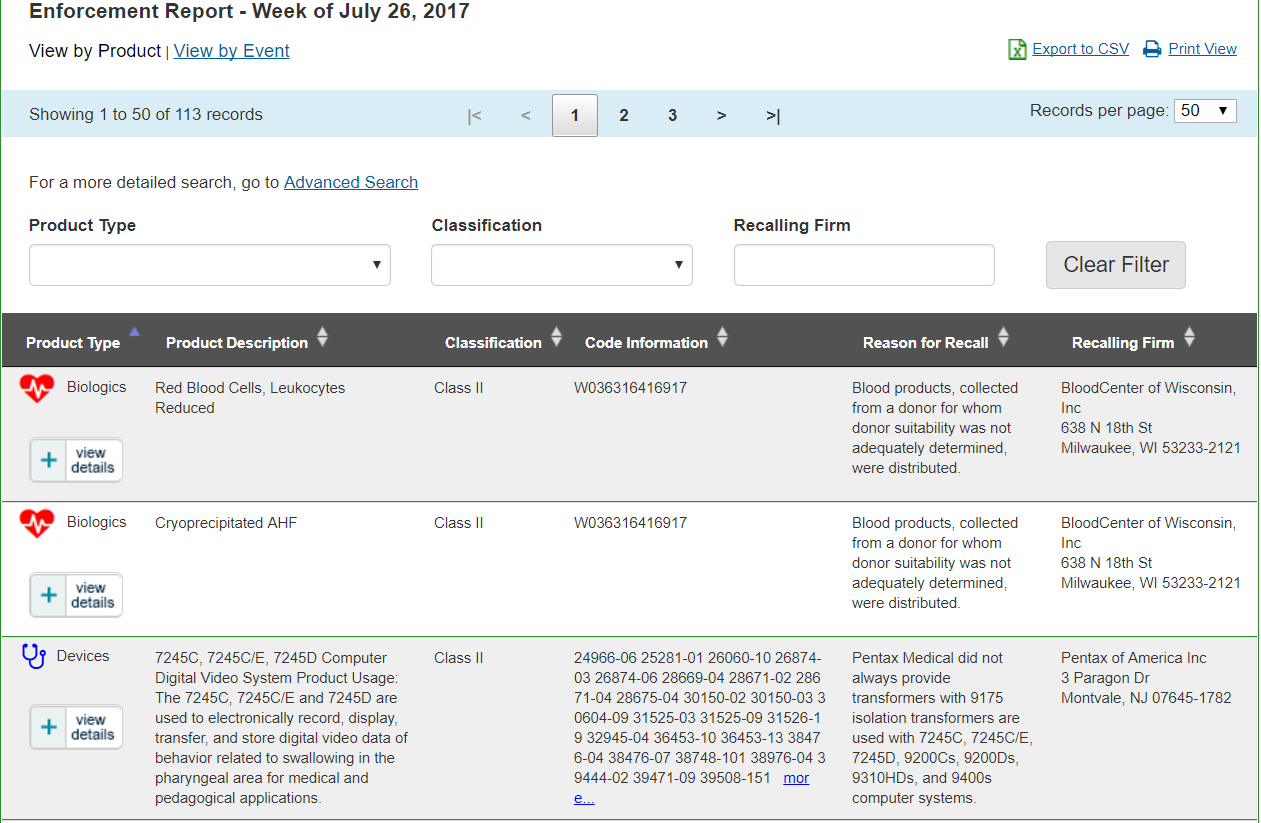 Enforcement Report - Week of July 26, 2017
View by Product | View by Event
Export to CSV Print View
Showing 1 to 50 of 113 records
|< < 1 2 3 > >|
Records per page: 50
For a more detailed search, go to Advanced Search
Product Type Classification Recalling Firm
Clear Filter
Product Type Product Description Classification Code Information Reason for Recall Recalling Firm
Biologics
view
details
Red Blood Cells, Leukocytes
Reduced
Class II
W036316416917
Blood products, collected
from a donor for whom
donor suitability was not
adequately determined,
were distributed.
BloodCenter of Wisconsin,
Inc
638 N 18th St
Milwaukee, WI 53233-2121
Biologics
view
details
Cryoprecipitated AHF
Class II
W036316416917
Blood products, collected
from a donor for whom
donor suitability was not
adequately determined,
were distributed.
BloodCenter of Wisconsin,
Inc
638 N 18th St
Milwaukee, WI 53233-2121
Devices
view
details
7245C, 7245C/E, 7245D Computer
Digital Video System Product Usage:
The 7245C, 7245C/E and 7245D are
used to electronically record, display,
transfer, and store digital video data of
behavior related to swallowing in the
pharyngeal area for medical and
pedagogical applications.
Class II
24966-06 25281-01 26060-10 26874-
03 26874-06 28669-04 28671-02 286
71-04 28675-04 30150-02 30150-03 3
0604-09 31525-03 31525-09 31526-1
9 32945-04 36453-10 36453-13 3847
6-04 38476-07 38748-101 38976-04 3
9444-02 39471-09 39508-151 mor
e...
Pentax Medical did not
always provide
transformers with 9175
isolation transformers are
used with 7245C, 7245C/E,
7245D, 9200Cs, 9200Ds,
9310HDs, and 9400s
computer systems.
Pentax of America Inc
3 Paragon Dr
Montvale, NJ 07645-1782